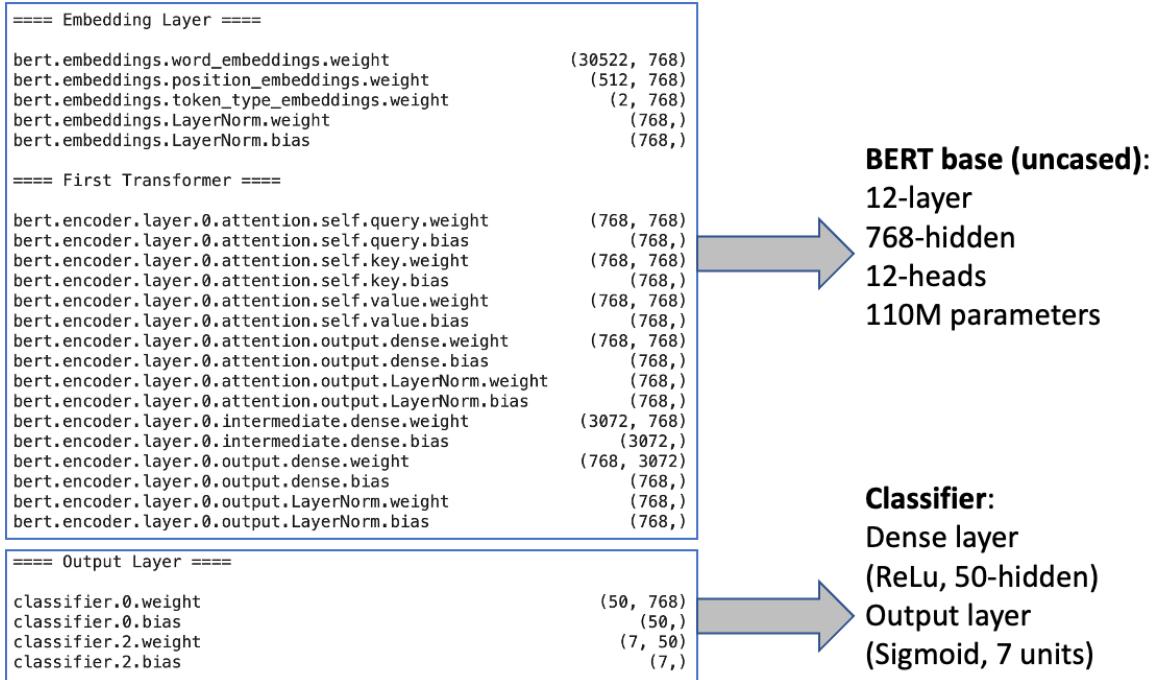 ==== Embedding Layer ====
bert.embeddings.word_embeddings.weight (30522, 768)
bert.embeddings.position_embeddings.weight (512, 768)
bert.embeddings.token_type_embeddings.weight (2, 768)
bert.embeddings.LayerNorm.weight (768,)
bert.embeddings.LayerNorm.bias (768,)
==== First Transformer ====
bert.encoder.layer.0.attention.self.query.weight (768, 768)
bert.encoder.layer.0.attention.self.query.bias (768,)
bert.encoder.layer.0.attention.self.key.weight (768, 768)
bert.encoder.layer.0.attention.self.key.bias (768,)
bert.encoder.layer.0.attention.self.value.weight (768, 768)
bert.encoder.layer.0.attention.self.value.bias (768,)
bert.encoder.layer.0.attention.output.dense.weight (768, 768)
bert.encoder.layer.0.attention.output.dense.bias (768,)
bert.encoder.layer.0.attention.output.LayerNorm.weight (768,)
bert.encoder.layer.0.attention.output.LayerNorm.bias (768,)
bert.encoder.layer.0.intermediate.dense.weight (3072, 768)
bert.encoder.layer.0.intermediate.dense.bias (3072,)
bert.encoder.layer.0.output.dense.weight (768, 3072)
bert.encoder.layer.0.output.dense.bias (768,)
bert.encoder.layer.0.output.LayerNorm.weight (768,)
bert.encoder.layer.0.output.LayerNorm.bias (768,)
BERT base (uncased):
12-layer
768-hidden
12-heads
110M parameters
==== Output Layer ====
classifier.0.weight (50, 768)
classifier.0.bias (50,)
classifier.2.weight (7, 50)
classifier.2.bias (7,)
Classifier:
Dense layer
(ReLu, 50-hidden)
Output layer
(Sigmoid, 7 units)